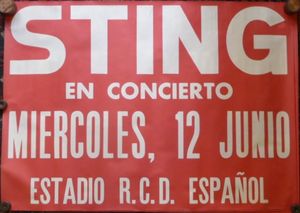 STING
EN CONCIERTO
MIERCOLES, 12 JUNIO
ESTADIO R.C.D. ESPAÑOL